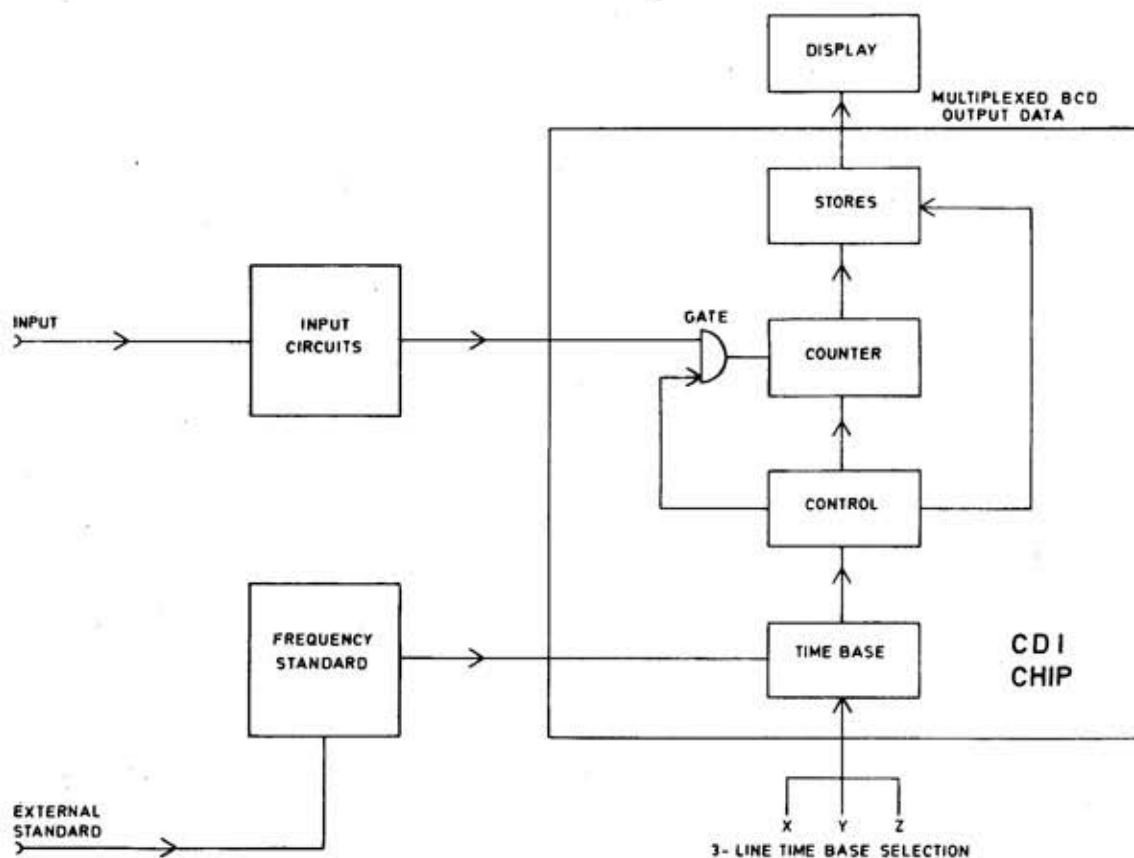 DISPLAY
MULTIPLEXED BCD
OUTPUT DATA
STORES
INPUT
INPUT
CIRCUITS
GATE
COUNTER
CONTROL
FREQUENCY
STANDARD
TIME BASE
CDI
CHIP
EXTERNAL
STANDARD
X Y Z
3-LINE TIME BASE SELECTION